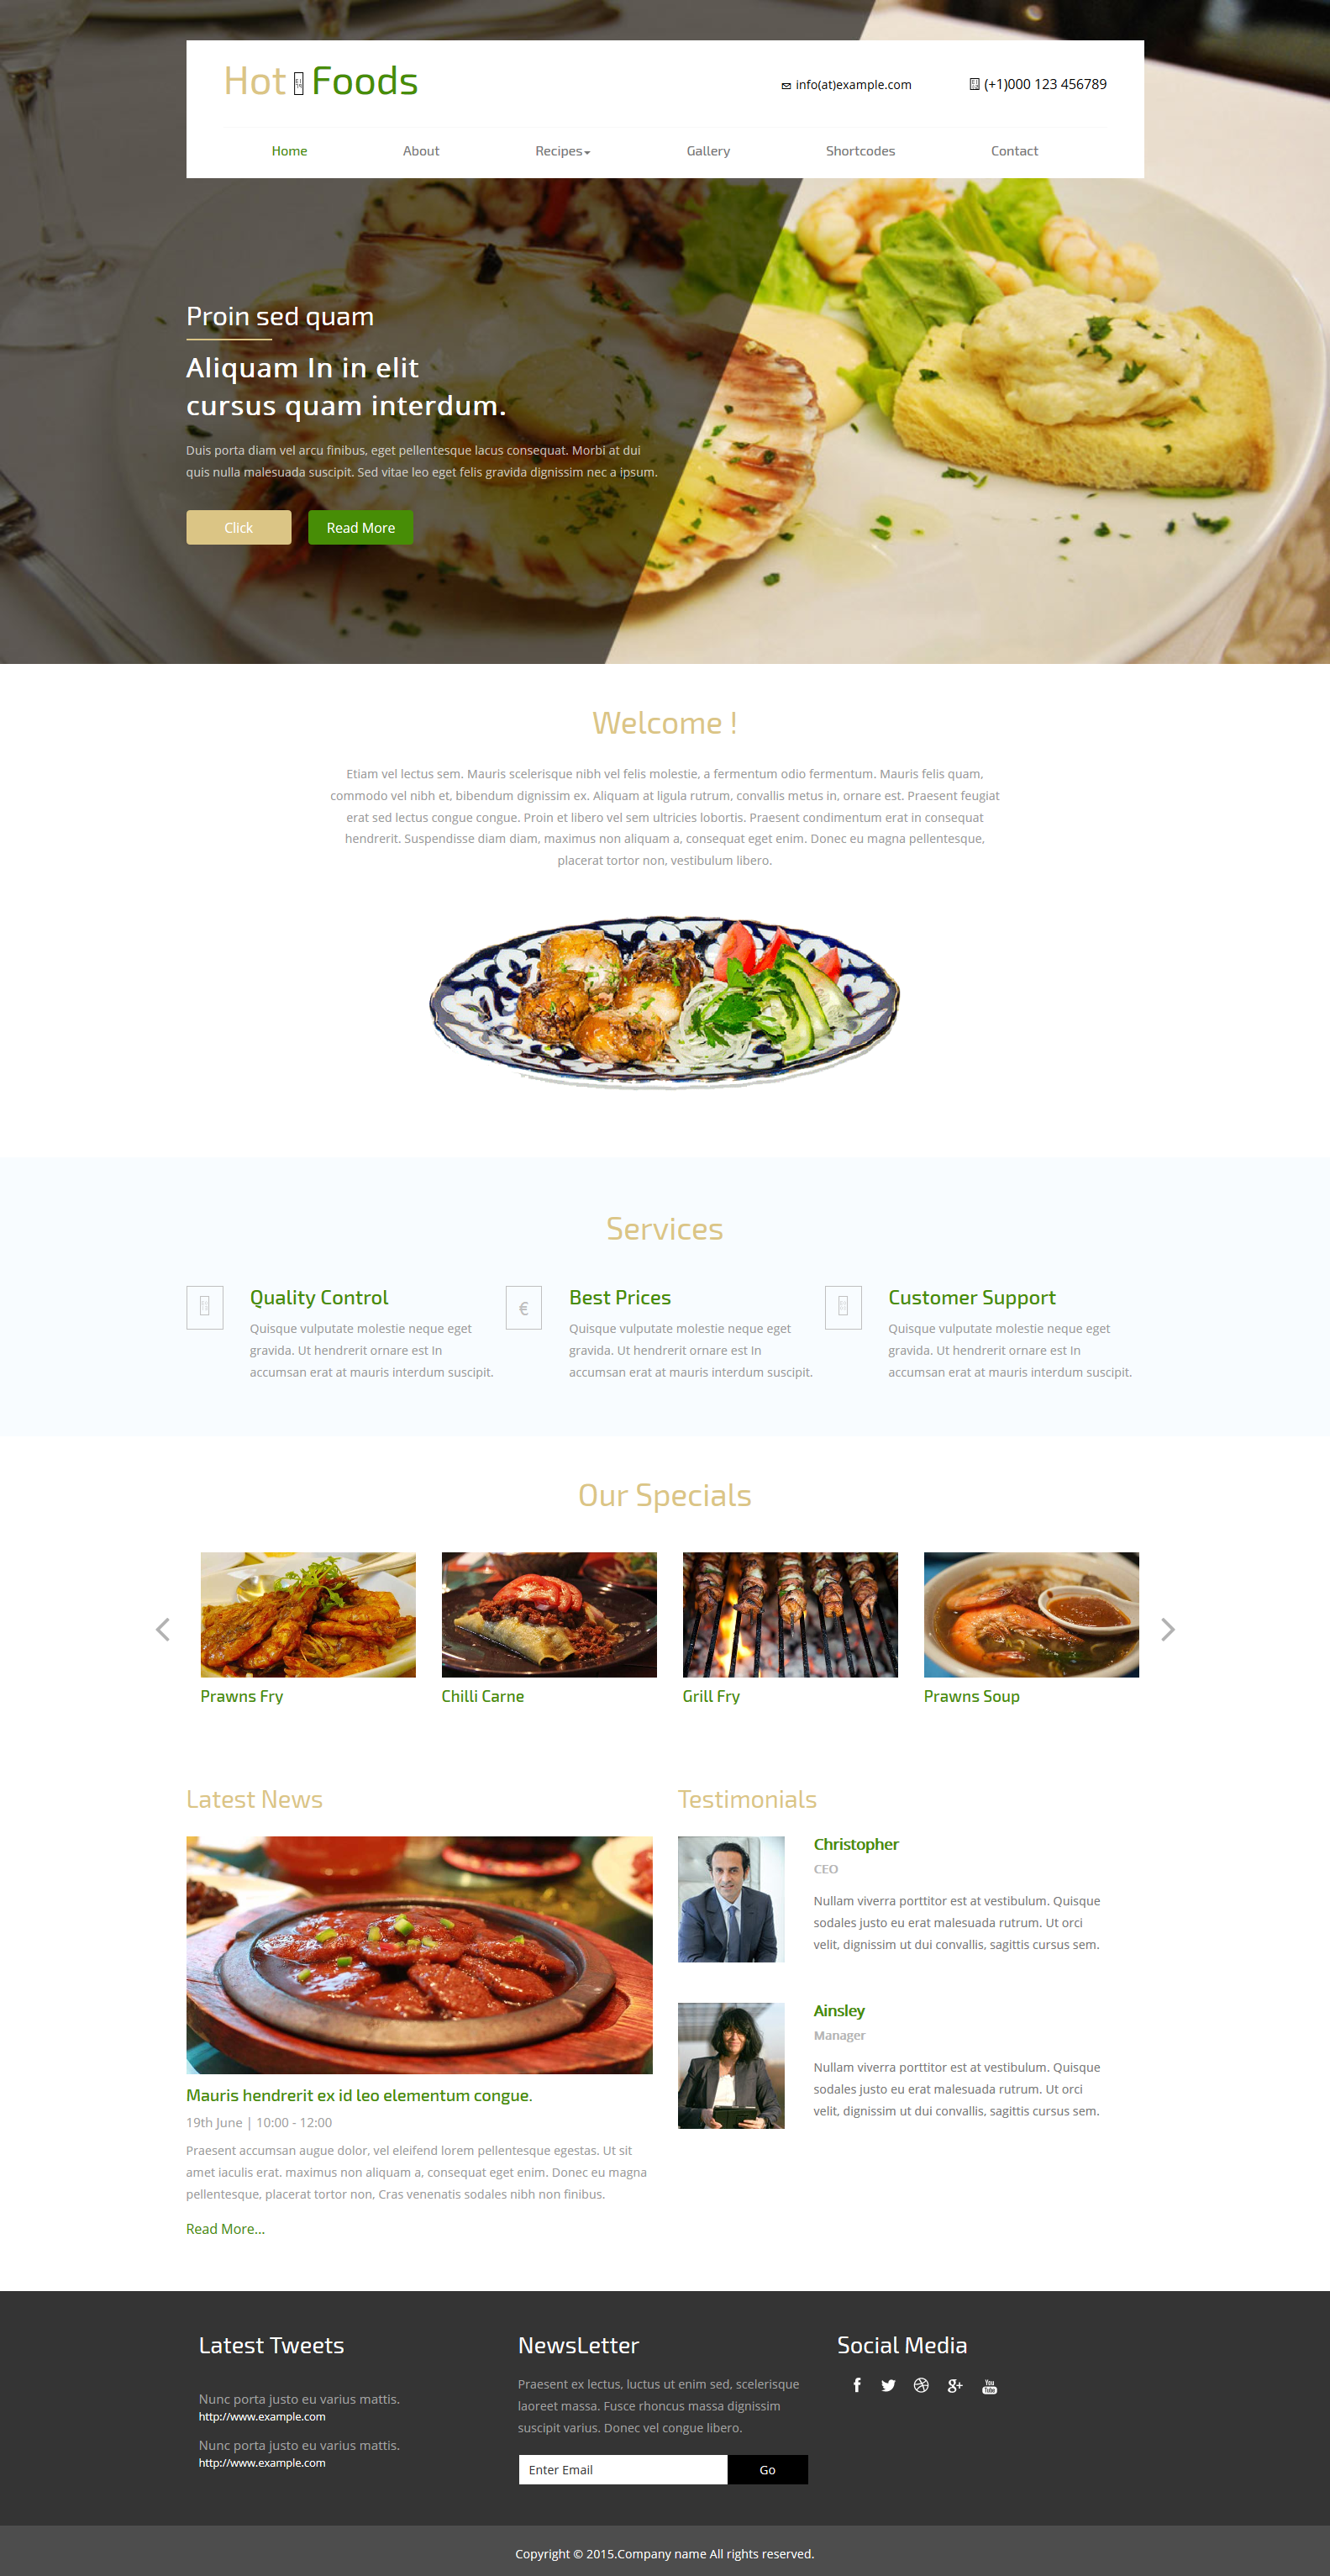 Hot Foods
info(at)example.com
(+1)000 123 456789
Home About Recipes Gallery Shortcodes Contact
Proin sed quam
Aliquam In in elit
cursus quam interdum.
Duis porta diam vel arcu finibus, eget pellentesque lacus consequat. Morbi at dui
quis nulla malesuada suscipit. Sed vitae leo eget felis gravida dignissim nec a ipsum.
Click Read More
Welcome !
Etiam vel lectus sem. Mauris scelerisque nibh vel felis molestie, a fermentum odio fermentum. Mauris felis quam,
commodo vel nibh et, bibendum dignissim ex. Aliquam at ligula rutrum, convallis metus in, ornare est. Praesent feugiat
erat sed lectus congue congue. Proin et libero vel sem ultricies lobortis. Praesent condimentum erat in consequat
hendrerit. Suspendisse diam diam, maximus non aliquam a, consequat eget enim. Donec eu magna pellentesque,
placerat tortor non, vestibulum libero.
Services
Quality Control
Quisque vulputate molestie neque eget
gravida. Ut hendrerit ornare est In
accumsan erat at mauris interdum suscipit.
€
Best Prices
Quisque vulputate molestie neque eget
gravida. Ut hendrerit ornare est In
accumsan erat at mauris interdum suscipit.
Customer Support
Quisque vulputate molestie neque eget
gravida. Ut hendrerit ornare est In
accumsan erat at mauris interdum suscipit.
Our Specials
Prawns Fry
Chilli Carne
Grill Fry
Prawns Soup
Latest News
Mauris hendrerit ex id leo elementum congue.
19th June | 10:00 - 12:00
Praesent accumsan augue dolor, vel eleifend lorem pellentesque egestas. Ut sit
amet iaculis erat. maximus non aliquam a, consequat eget enim. Donec eu magna
pellentesque, placerat tortor non, Cras venenatis sodales nibh non finibus.
Read More...
Testimonials
Christopher
CEO
Nullam viverra porttitor est at vestibulum. Quisque
sodales justo eu erat malesuada rutrum. Ut orci
velit, dignissim ut dui convallis, sagittis cursus sem.
Ainsley
Manager
Nullam viverra porttitor est at vestibulum. Quisque
sodales justo eu erat malesuada rutrum. Ut orci
velit, dignissim ut dui convallis, sagittis cursus sem.
Latest Tweets
Nunc porta justo eu varius mattis.
http://www.example.com
Nunc porta justo eu varius mattis.
http://www.example.com
NewsLetter
Praesent ex lectus, luctus ut enim sed, scelerisque
laoreet massa. Fusce rhoncus massa dignissim
suscipit varius. Donec vel congue libero.
Enter Email Go
Social Media
Copyright © 2015.Company name All rights reserved.